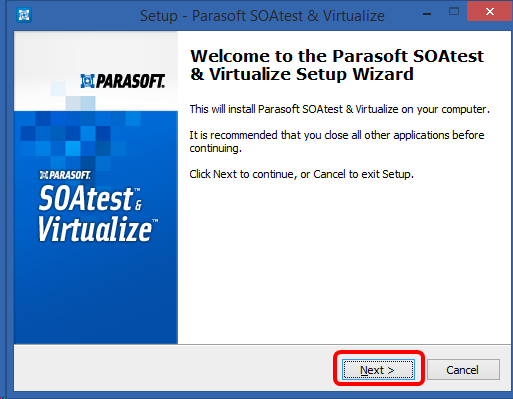 Setup - Parasoft SOAtest & Virtualize
PARASOFT.
PARASOFT.
SOAtest™ &
Virtualize™
Welcome to the Parasoft SOAtest
& Virtualize Setup Wizard
This will install Parasoft SOAtest & Virtualize on your computer.
It is recommended that you close all other applications before
continuing.
Click Next to continue, or Cancel to exit Setup.
Next >
Cancel